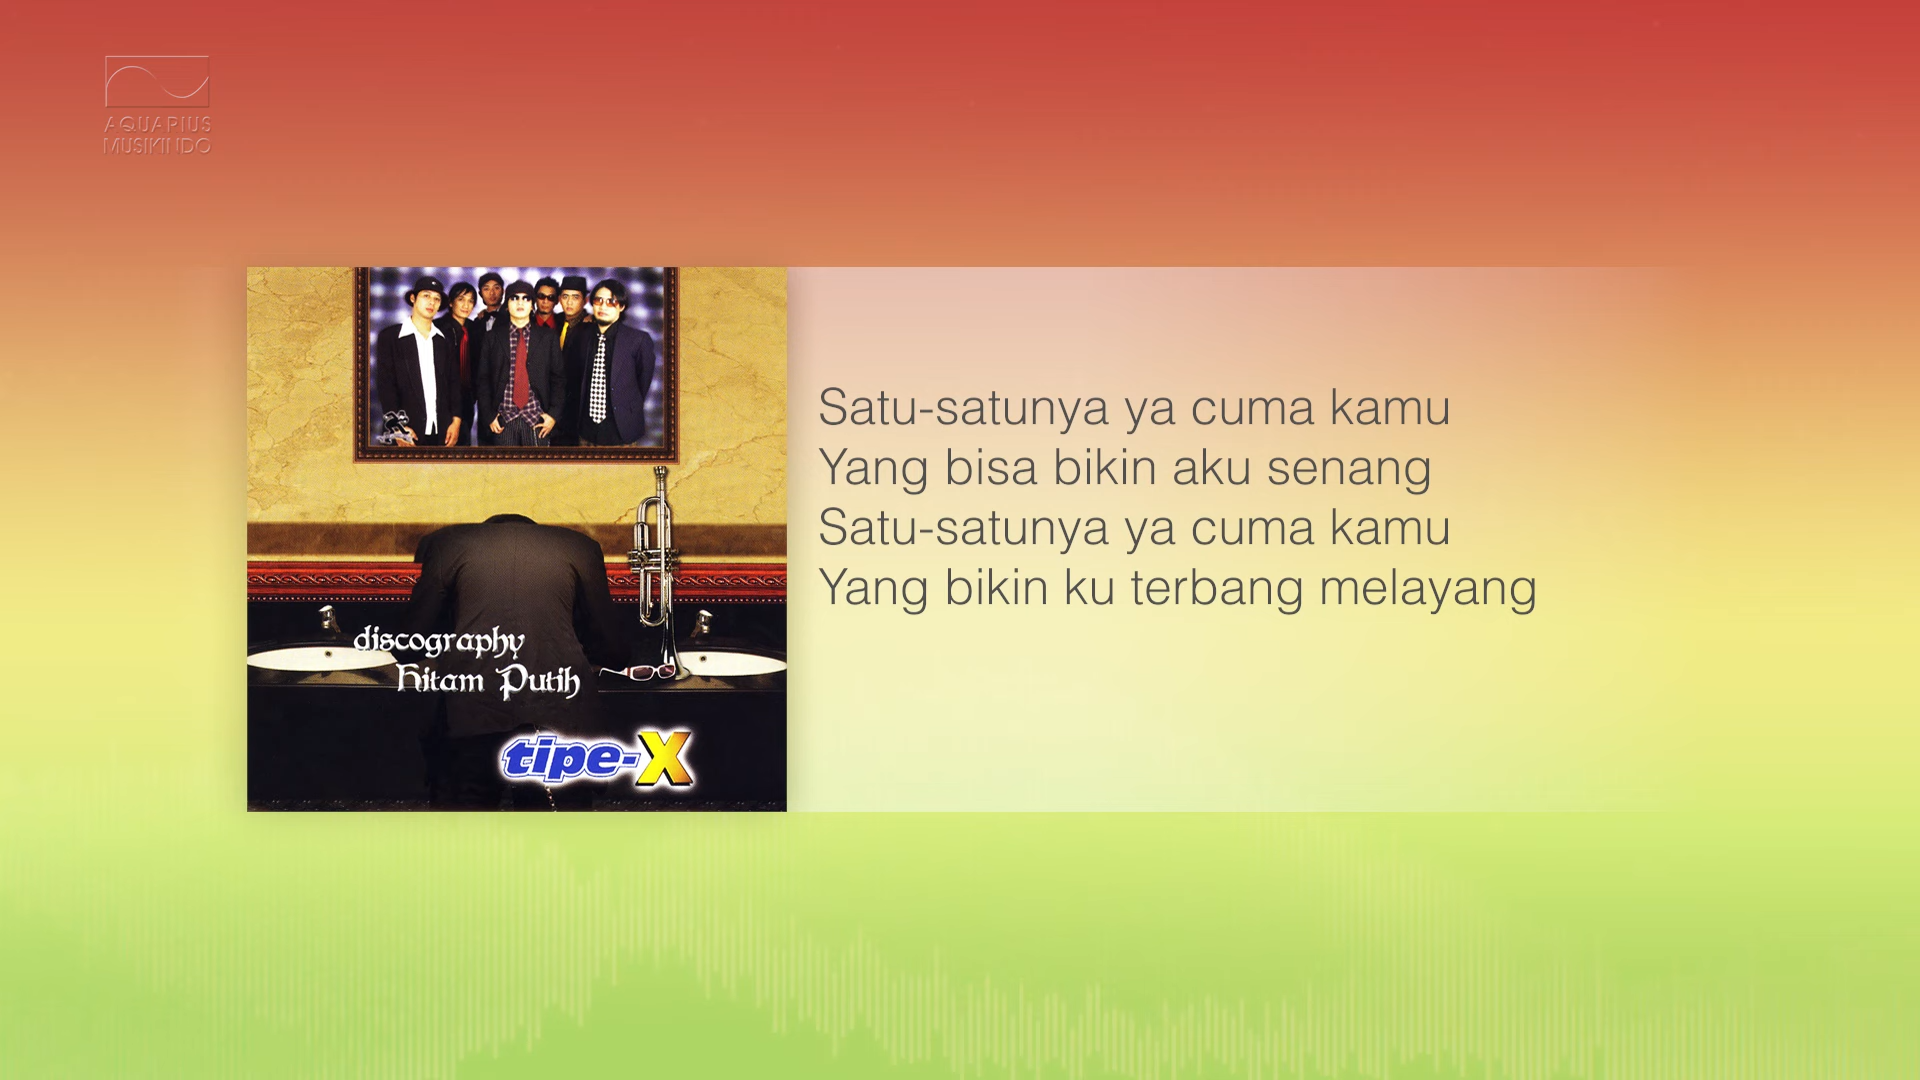 AQUARIUS
MUSIKINDO
Satu-satunya ya cuma kamu
Yang bisa bikin aku senang
Satu-satunya ya cuma kamu
Yang bikin ku terbang melayang
discography
Hitam Putih
tipe-X